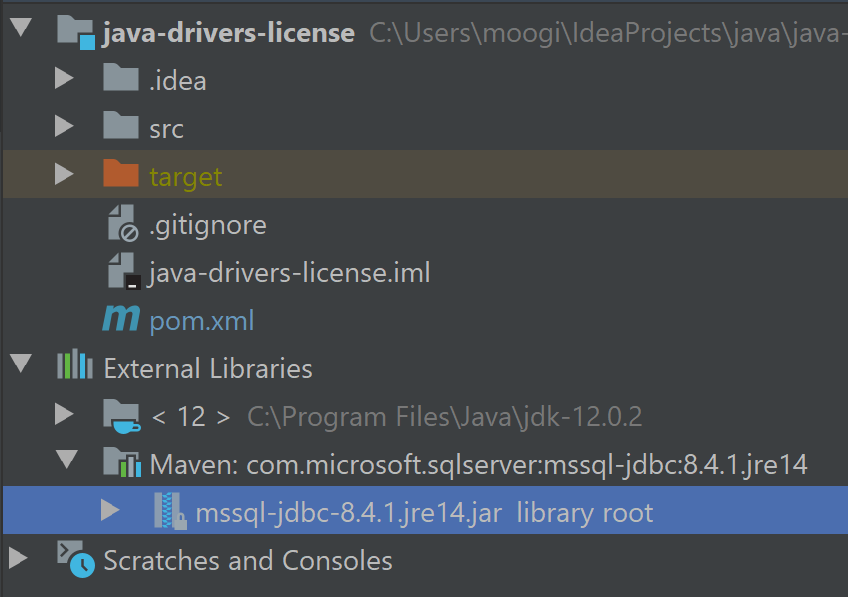 java-drivers-license C:\Users\moogi\IdeaProjects\java\java-
.idea
src
target
.gitignore
java-drivers-license.iml
m pom.xml
External Libraries
< 12 > C:\Program Files\Java\jdk-12.0.2
Maven: com.microsoft.sqlserver:mssql-jdbc:8.4.1.jre14
mssql-jdbc-8.4.1.jre14.jar library root
Scratches and Consoles